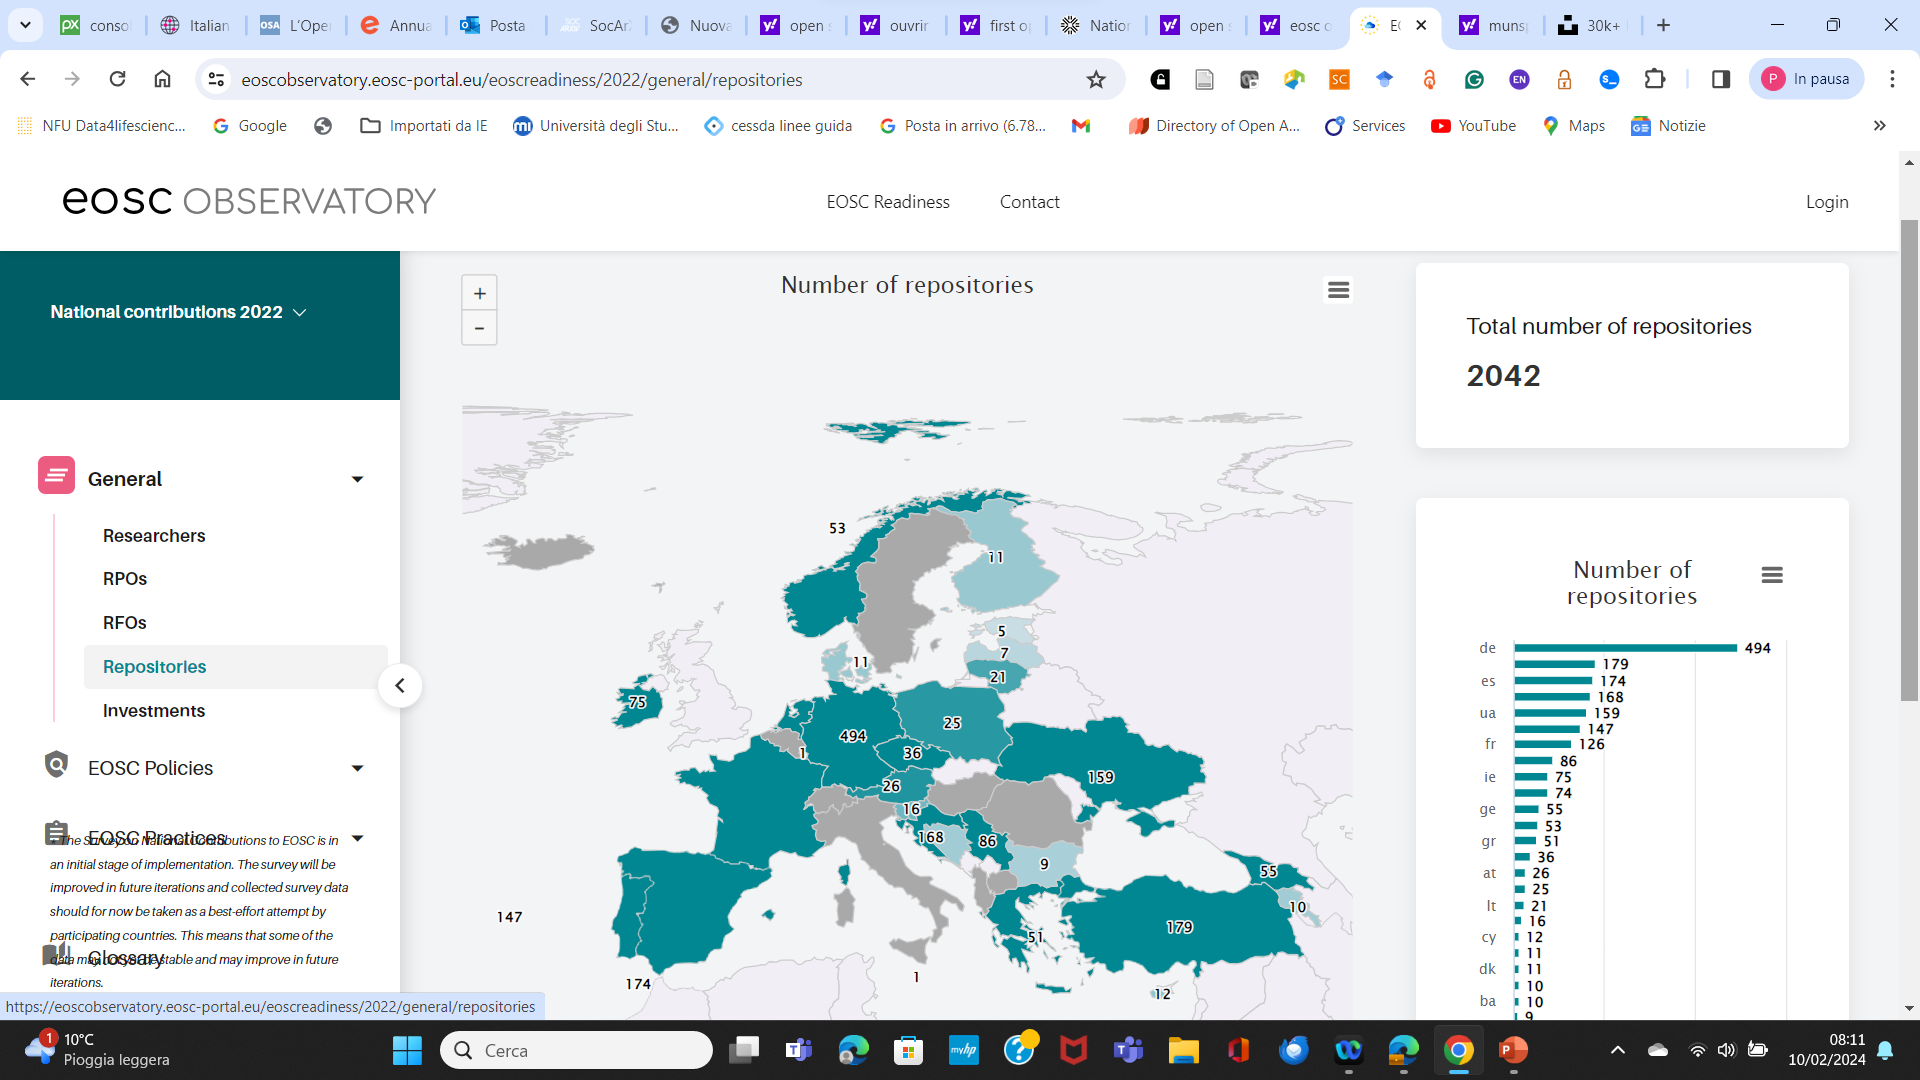 conso
Italian
L'Ope
Annua
Posta
SocAr
Nuova
open s
ouvrir
first o
Nation
open s
eosc o
munsp
30k+
eoscobservatory.eosc-portal.eu/eoscreadiness/2022/general/repositories
In pausa
NFU Data4lifescienc...
Google
Importati da IE
Università degli Stu...
cessda linee guida
Posta in arrivo (6.78...
Directory of Open A...
Services
YouTube
Maps
Notizie
eosc OBSERVATORY
EOSC Readiness
Contact
Login
National contributions 2022
General
Researchers
RPOs
RFOs
Repositories
Investments
EOSC Policies
EOSC Practices
Glossary
* The Survey on National Contributions to EOSC is in
an initial stage of implementation. The survey will be
improved in future iterations and collected survey data
should for now be taken as a best-effort attempt by
participating countries. This means that some of the
data may not yet be stable and may improve in future
iterations.
https://eoscobservatory.eosc-portal.eu/eoscreadiness/2022/general/repositories
+
-
Number of repositories
53
11
5
7
21
11
75
494
25
1
36
159
26
16
168
86
9
55
10
147
179
51
174
1
12
Total number of repositories
2042
Number of
repositories
de 494
179
es 174
168
ua 159
147
fr 126
86
ie 75
74
ge 55
53
gr 51
36
at 26
25
lt 21
16
cy 12
11
dk 11
10
ba 10
9
1
10°C
Pioggia leggera
Cerca
08:11
10/02/2024